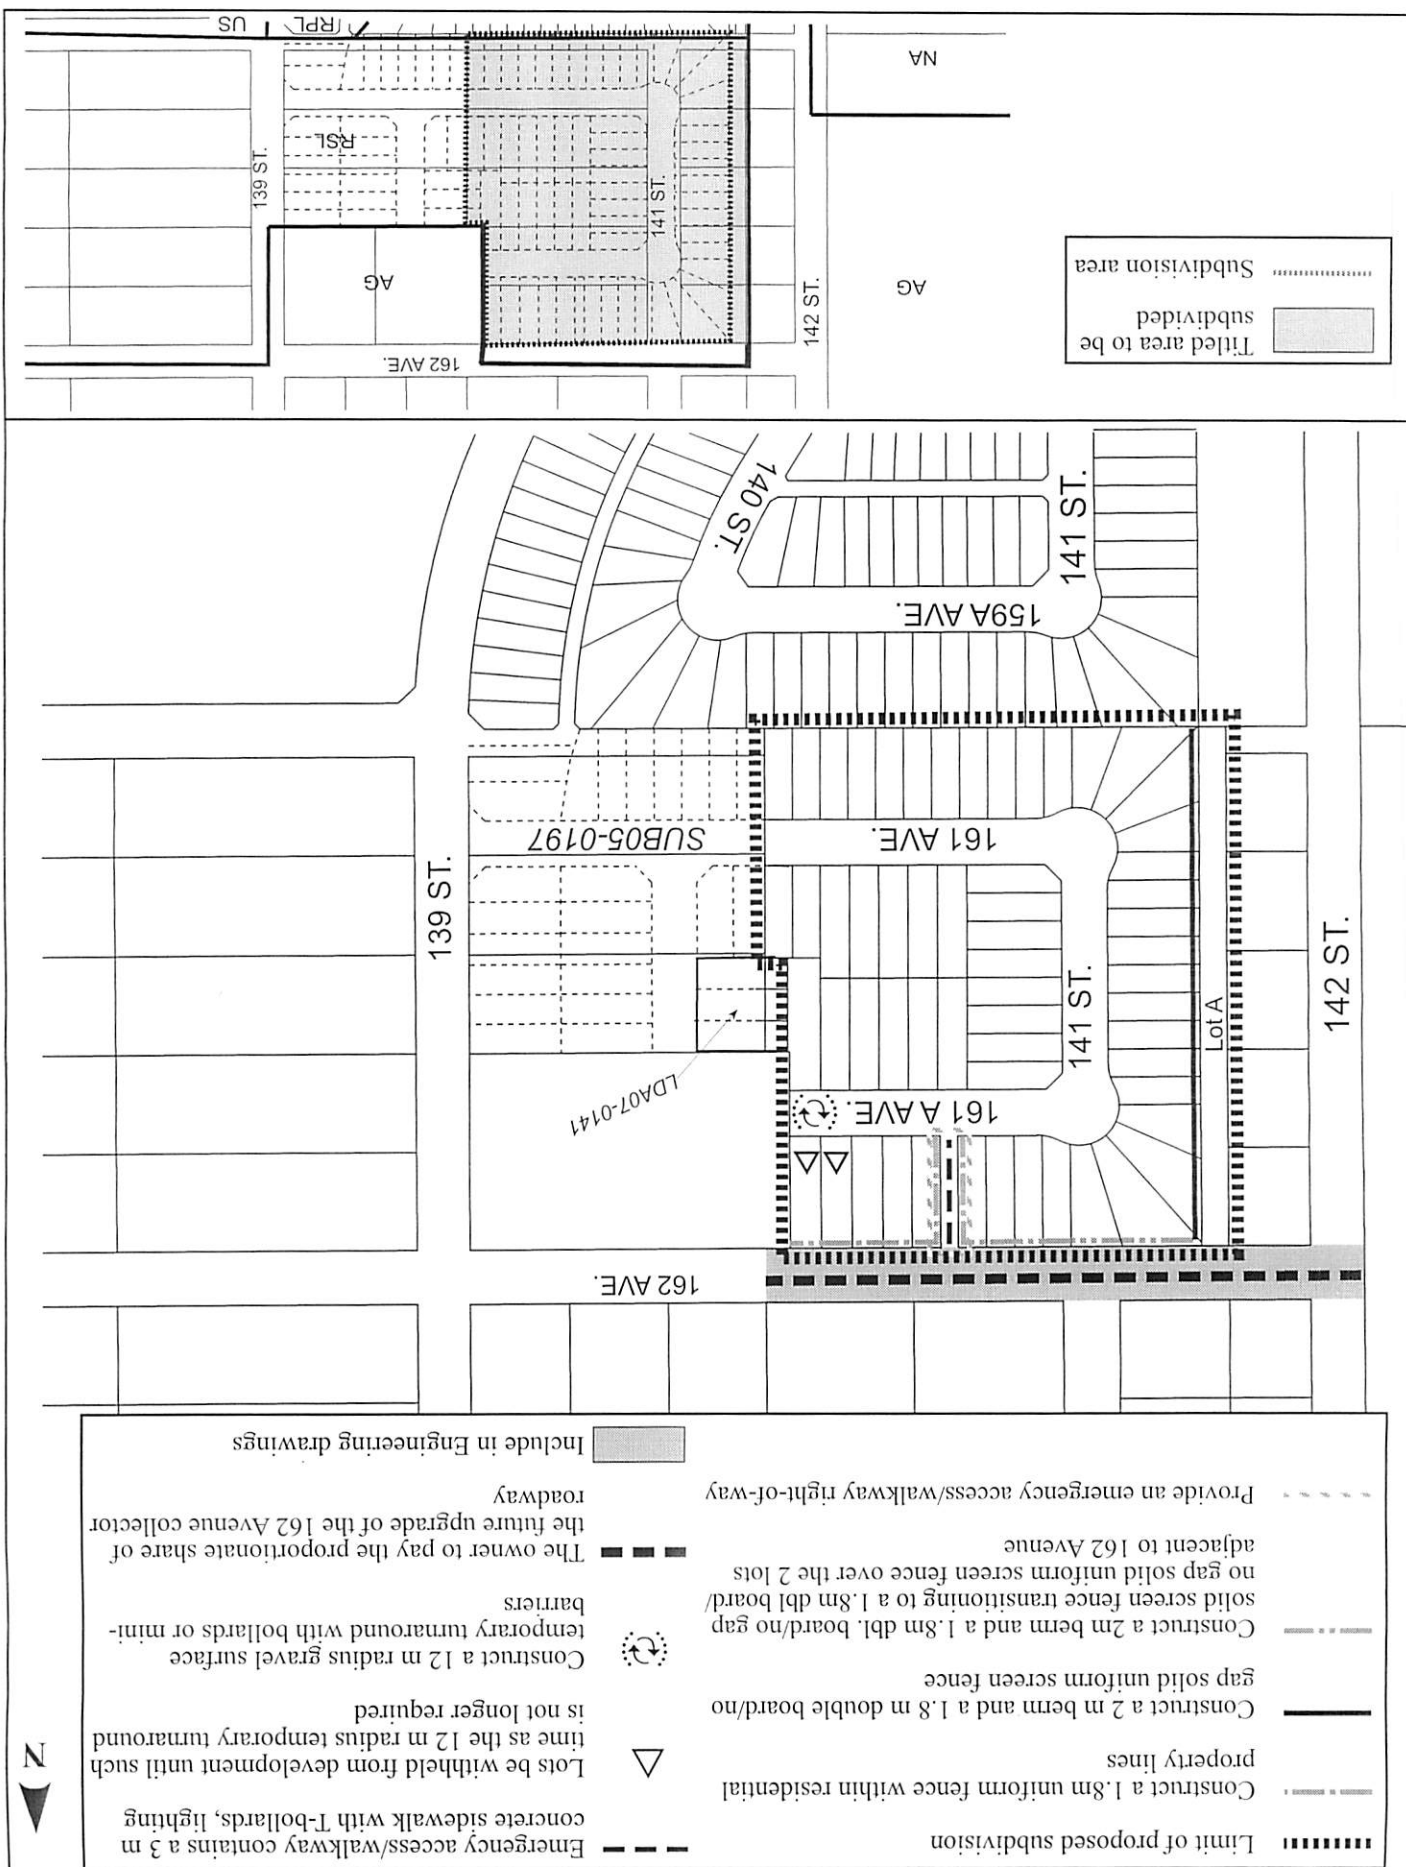 Limit of proposed subdivision
Construct a 1.8m uniform fence within residential
property lines
Construct a 2 m berm and a 1.8 m double board/no
gap solid uniform screen fence
Construct a 2m berm and a 1.8m dbl. board/no gap
solid screen fence transitioning to a 1.8m dbl board/
no gap solid uniform screen fence over the 2 lots
adjacent to 162 Avenue
Provide an emergency access/walkway right-of-way
Emergency access/walkway contains a 3 m
concrete sidewalk with T-bollards, lighting
Lots be withheld from development until such
time as the 12 m radius temporary turnaround
is not longer required
Construct a 12 m radius gravel surface
temporary turnaround with bollards or mini-
barriers
The owner to pay the proportionate share of
the future upgrade of the 162 Avenue collector
roadway
Include in Engineering drawings
N
162 AVE.
161 A AVE.
LDA07-0141
Lot A
142 ST.
141 ST.
139 ST.
161 AVE.
SUB05-0197
159A AVE.
141 ST.
140 ST.
Titled area to be
subdivided
Subdivision area
162 AVE.
142 ST.
AG
AG
141 ST.
139 ST.
RSL
NA
RPL
US